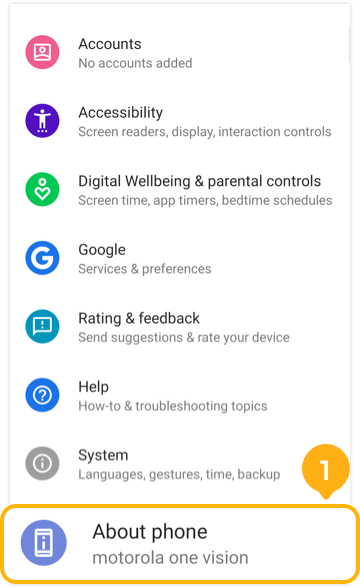 Accounts
No accounts added
Accessibility
Screen readers, display, interaction controls
Digital Wellbeing & parental controls
Screen time, app timers, bedtime schedules
Google
Services & preferences
Rating & feedback
Send suggestions & rate your device
Help
How-to & troubleshooting topics
System
Languages, gestures, time, backup
1
About phone
motorola one vision